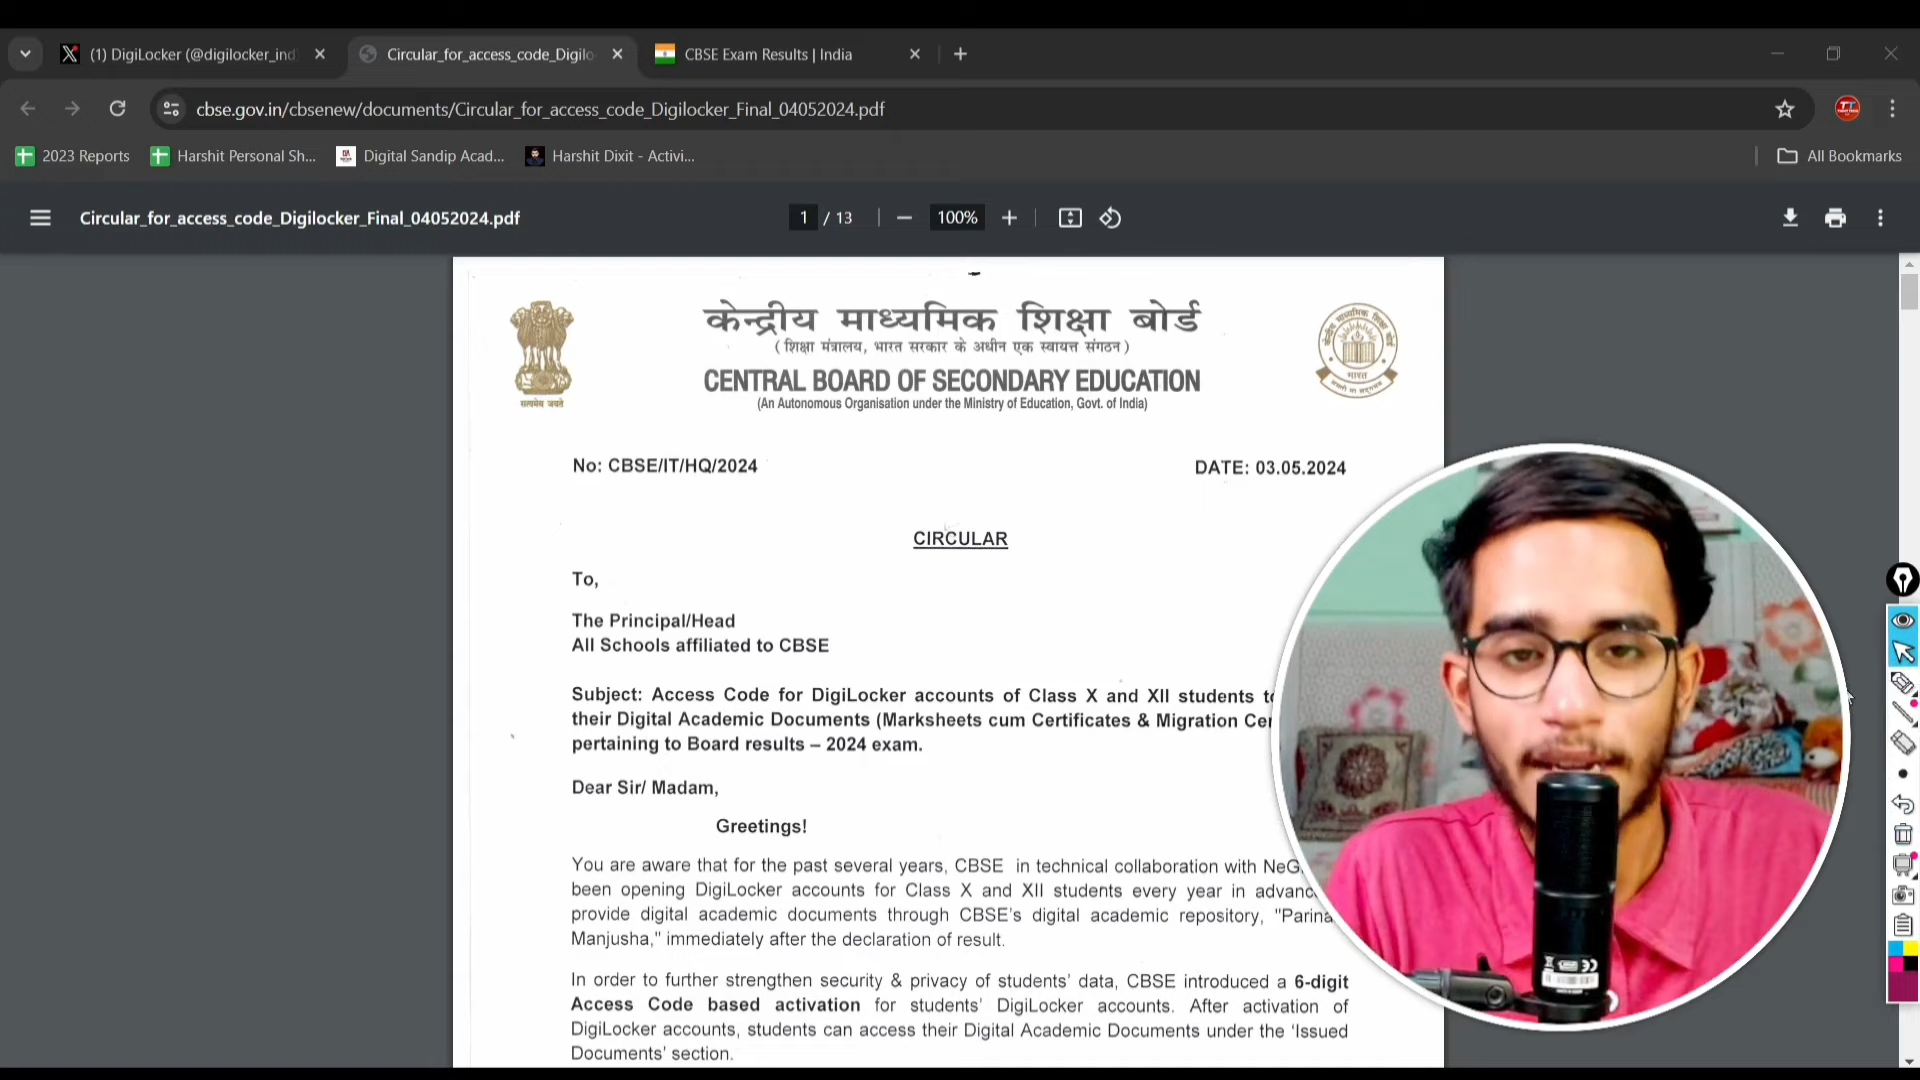 (1) DigiLocker (@digilocker_ind
Circular_for_access_code_Digilo
CBSE Exam Results | India
cbse.gov.in/cbsenew/documents/Circular_for_access_code_Digilocker_Final_04052024.pdf
2023 Reports
Harshit Personal Sh...
Digital Sandip Acad...
Harshit Dixit - Activi...
All Bookmarks
Circular_for_access_code_Digilocker_Final_04052024.pdf
1 / 13
100%
केन्द्रीय माध्यमिक शिक्षा बोर्ड
(शिक्षा मंत्रालय, भारत सरकार के अधीन एक स्वायत्त संगठन)
CENTRAL BOARD OF SECONDARY EDUCATION
(An Autonomous Organisation under the Ministry of Education, Govt. of India)
सत्यमेव जयते
भारत
No: CBSE/IT/HQ/2024
DATE: 03.05.2024
CIRCULAR
To,
The Principal/Head
All Schools affiliated to CBSE
Subject: Access Code for DigiLocker accounts of Class X and XII students t
their Digital Academic Documents (Marksheets cum Certificates & Migration Cer
pertaining to Board results – 2024 exam.
Dear Sir/ Madam,
Greetings!
You are aware that for the past several years, CBSE in technical collaboration with NeG
been opening DigiLocker accounts for Class X and XII students every year in advanc
provide digital academic documents through CBSE's digital academic repository, "Parina
Manjusha," immediately after the declaration of result.
In order to further strengthen security & privacy of students' data, CBSE introduced a 6-digit
Access Code based activation for students' DigiLocker accounts. After activation of
DigiLocker accounts, students can access their Digital Academic Documents under the 'Issued
Documents' section.